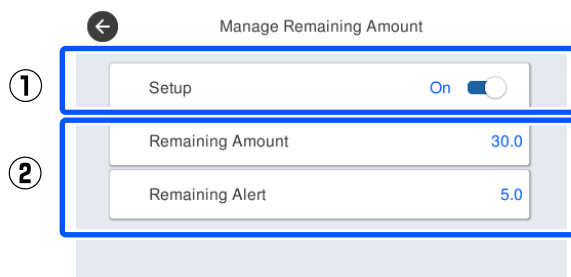 Manage Remaining Amount
① Setup On
② Remaining Amount 30.0
Remaining Alert 5.0